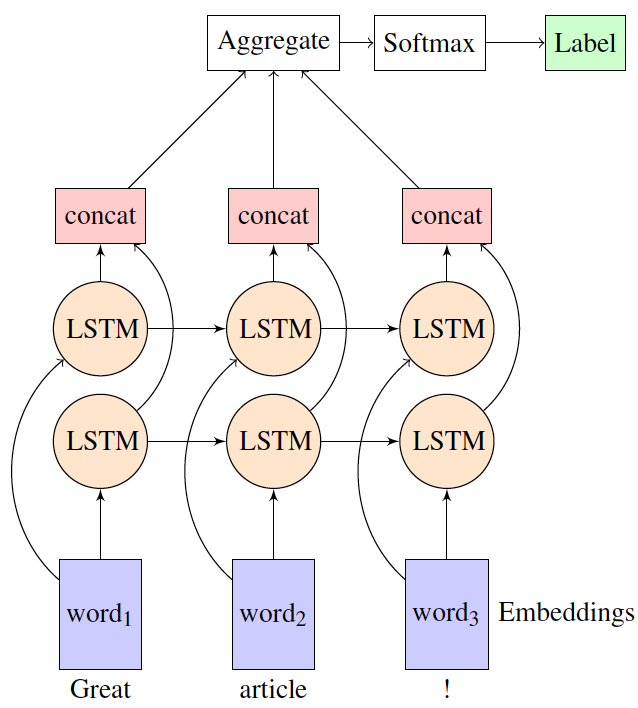 Aggregate Softmax Label
concat concat concat
LSTM LSTM LSTM
LSTM LSTM LSTM
word₁ word₂ word₃ Embeddings
Great article !